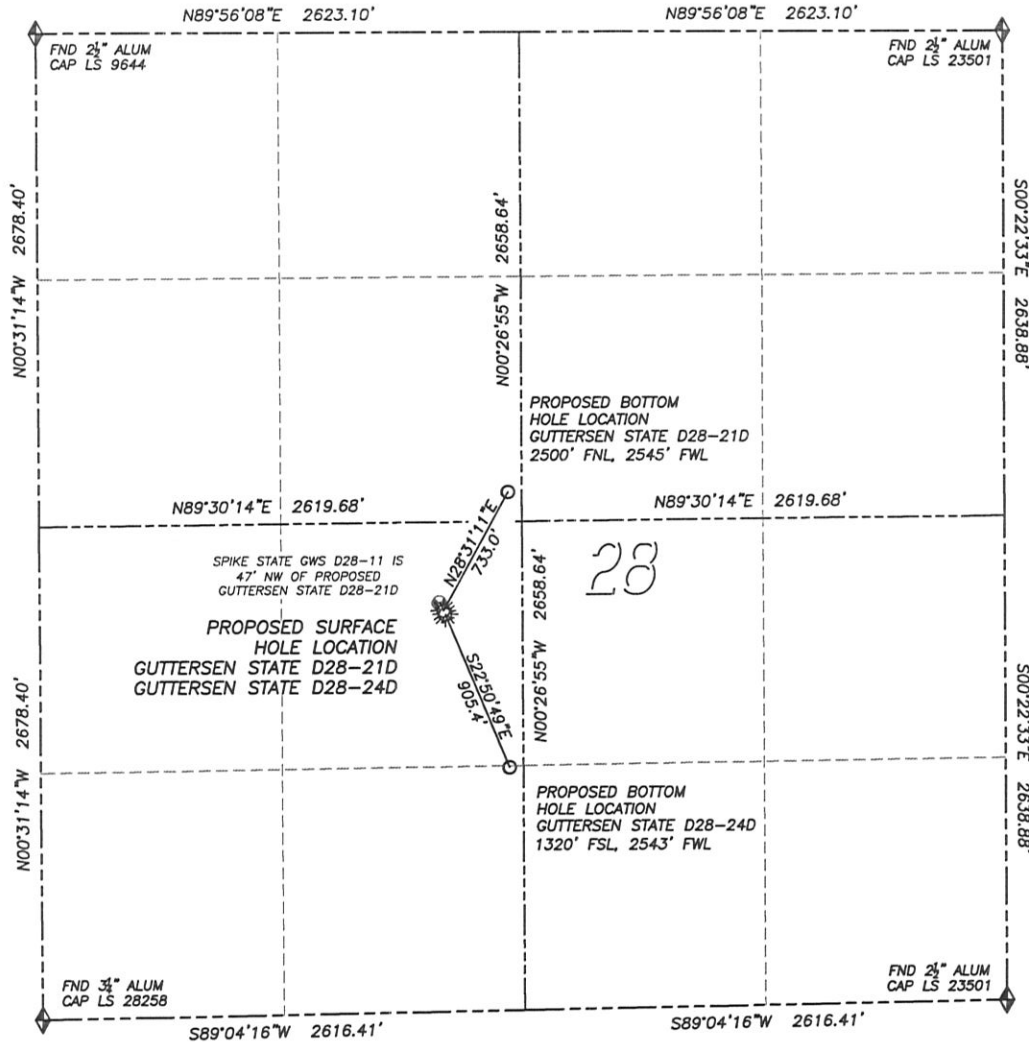 N89°56'08"E 2623.10'
N89°56'08"E 2623.10'
FND 2½" ALUM
CAP LS 9644
FND 2½" ALUM
CAP LS 23501
N00°31'14"W 2678.40'
N00°26'55"W 2658.64'
S00°22'33"E 2638.88'
PROPOSED BOTTOM
HOLE LOCATION
GUTTERSEN STATE D28-21D
2500' FNL, 2545' FWL
N89°30'14"E 2619.68'
N89°30'14"E 2619.68'
N28°31'11"E
733.0'
SPIKE STATE GWS D28-11 IS
47' NW OF PROPOSED
GUTTERSEN STATE D28-21D
28
PROPOSED SURFACE
HOLE LOCATION
GUTTERSEN STATE D28-21D
GUTTERSEN STATE D28-24D
S22°50'49"E
905.4'
N00°26'55"W 2658.64'
N00°31'14"W 2678.40'
S00°22'33"E 2638.88'
PROPOSED BOTTOM
HOLE LOCATION
GUTTERSEN STATE D28-24D
1320' FSL, 2543' FWL
FND 3¼" ALUM
CAP LS 28258
FND 2½" ALUM
CAP LS 23501
S89°04'16"W 2616.41'
S89°04'16"W 2616.41'